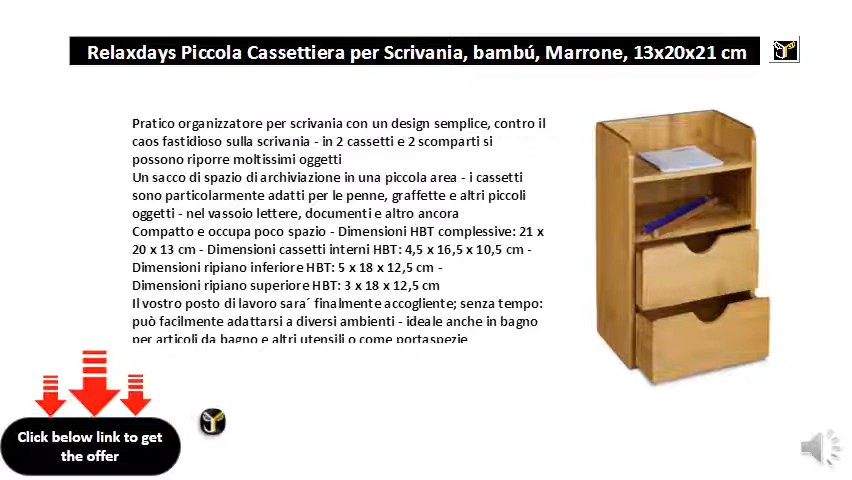 Relaxdays Piccola Cassettiera per Scrivania, bambú, Marrone, 13x20x21 cm
Pratico organizzatore per scrivania con un design semplice, contro il
caos fastidioso sulla scrivania - in 2 cassetti e 2 scomparti si
possono riporre moltissimi oggetti
Un sacco di spazio di archiviazione in una piccola area - i cassetti
sono particolarmente adatti per le penne, graffette e altri piccoli
oggetti - nel vassoio lettere, documenti e altro ancora
Compatto e occupa poco spazio - Dimensioni HBT complessive: 21 x
20 x 13 cm - Dimensioni cassetti interni HBT: 4,5 x 16,5 x 10,5 cm -
Dimensioni ripiano inferiore HBT: 5 x 18 x 12,5 cm -
Dimensioni ripiano superiore HBT: 3 x 18 x 12,5 cm
Il vostro posto di lavoro sara´ finalmente accogliente; senza tempo:
può facilmente adattarsi a diversi ambienti - ideale anche in bagno
per articoli da bagno e altri utensili o come portaspezie
Click below link to get
the offer